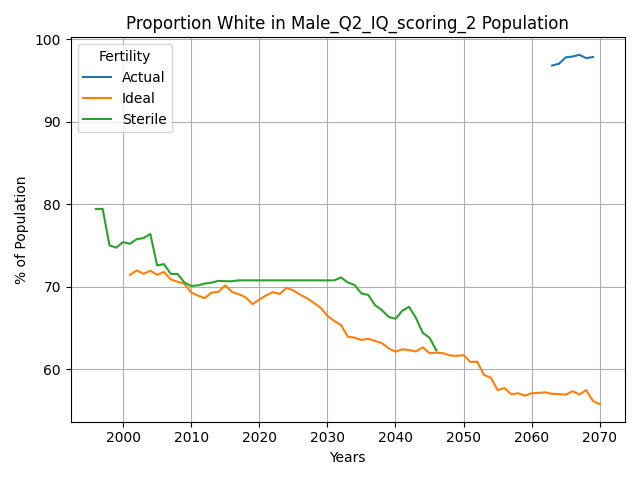 Proportion White in Male_Q2_IQ_scoring_2 Population
Fertility
Actual
Ideal
Sterile
% of Population
100
90
80
70
60
2000 2010 2020 2030 2040 2050 2060 2070
Years